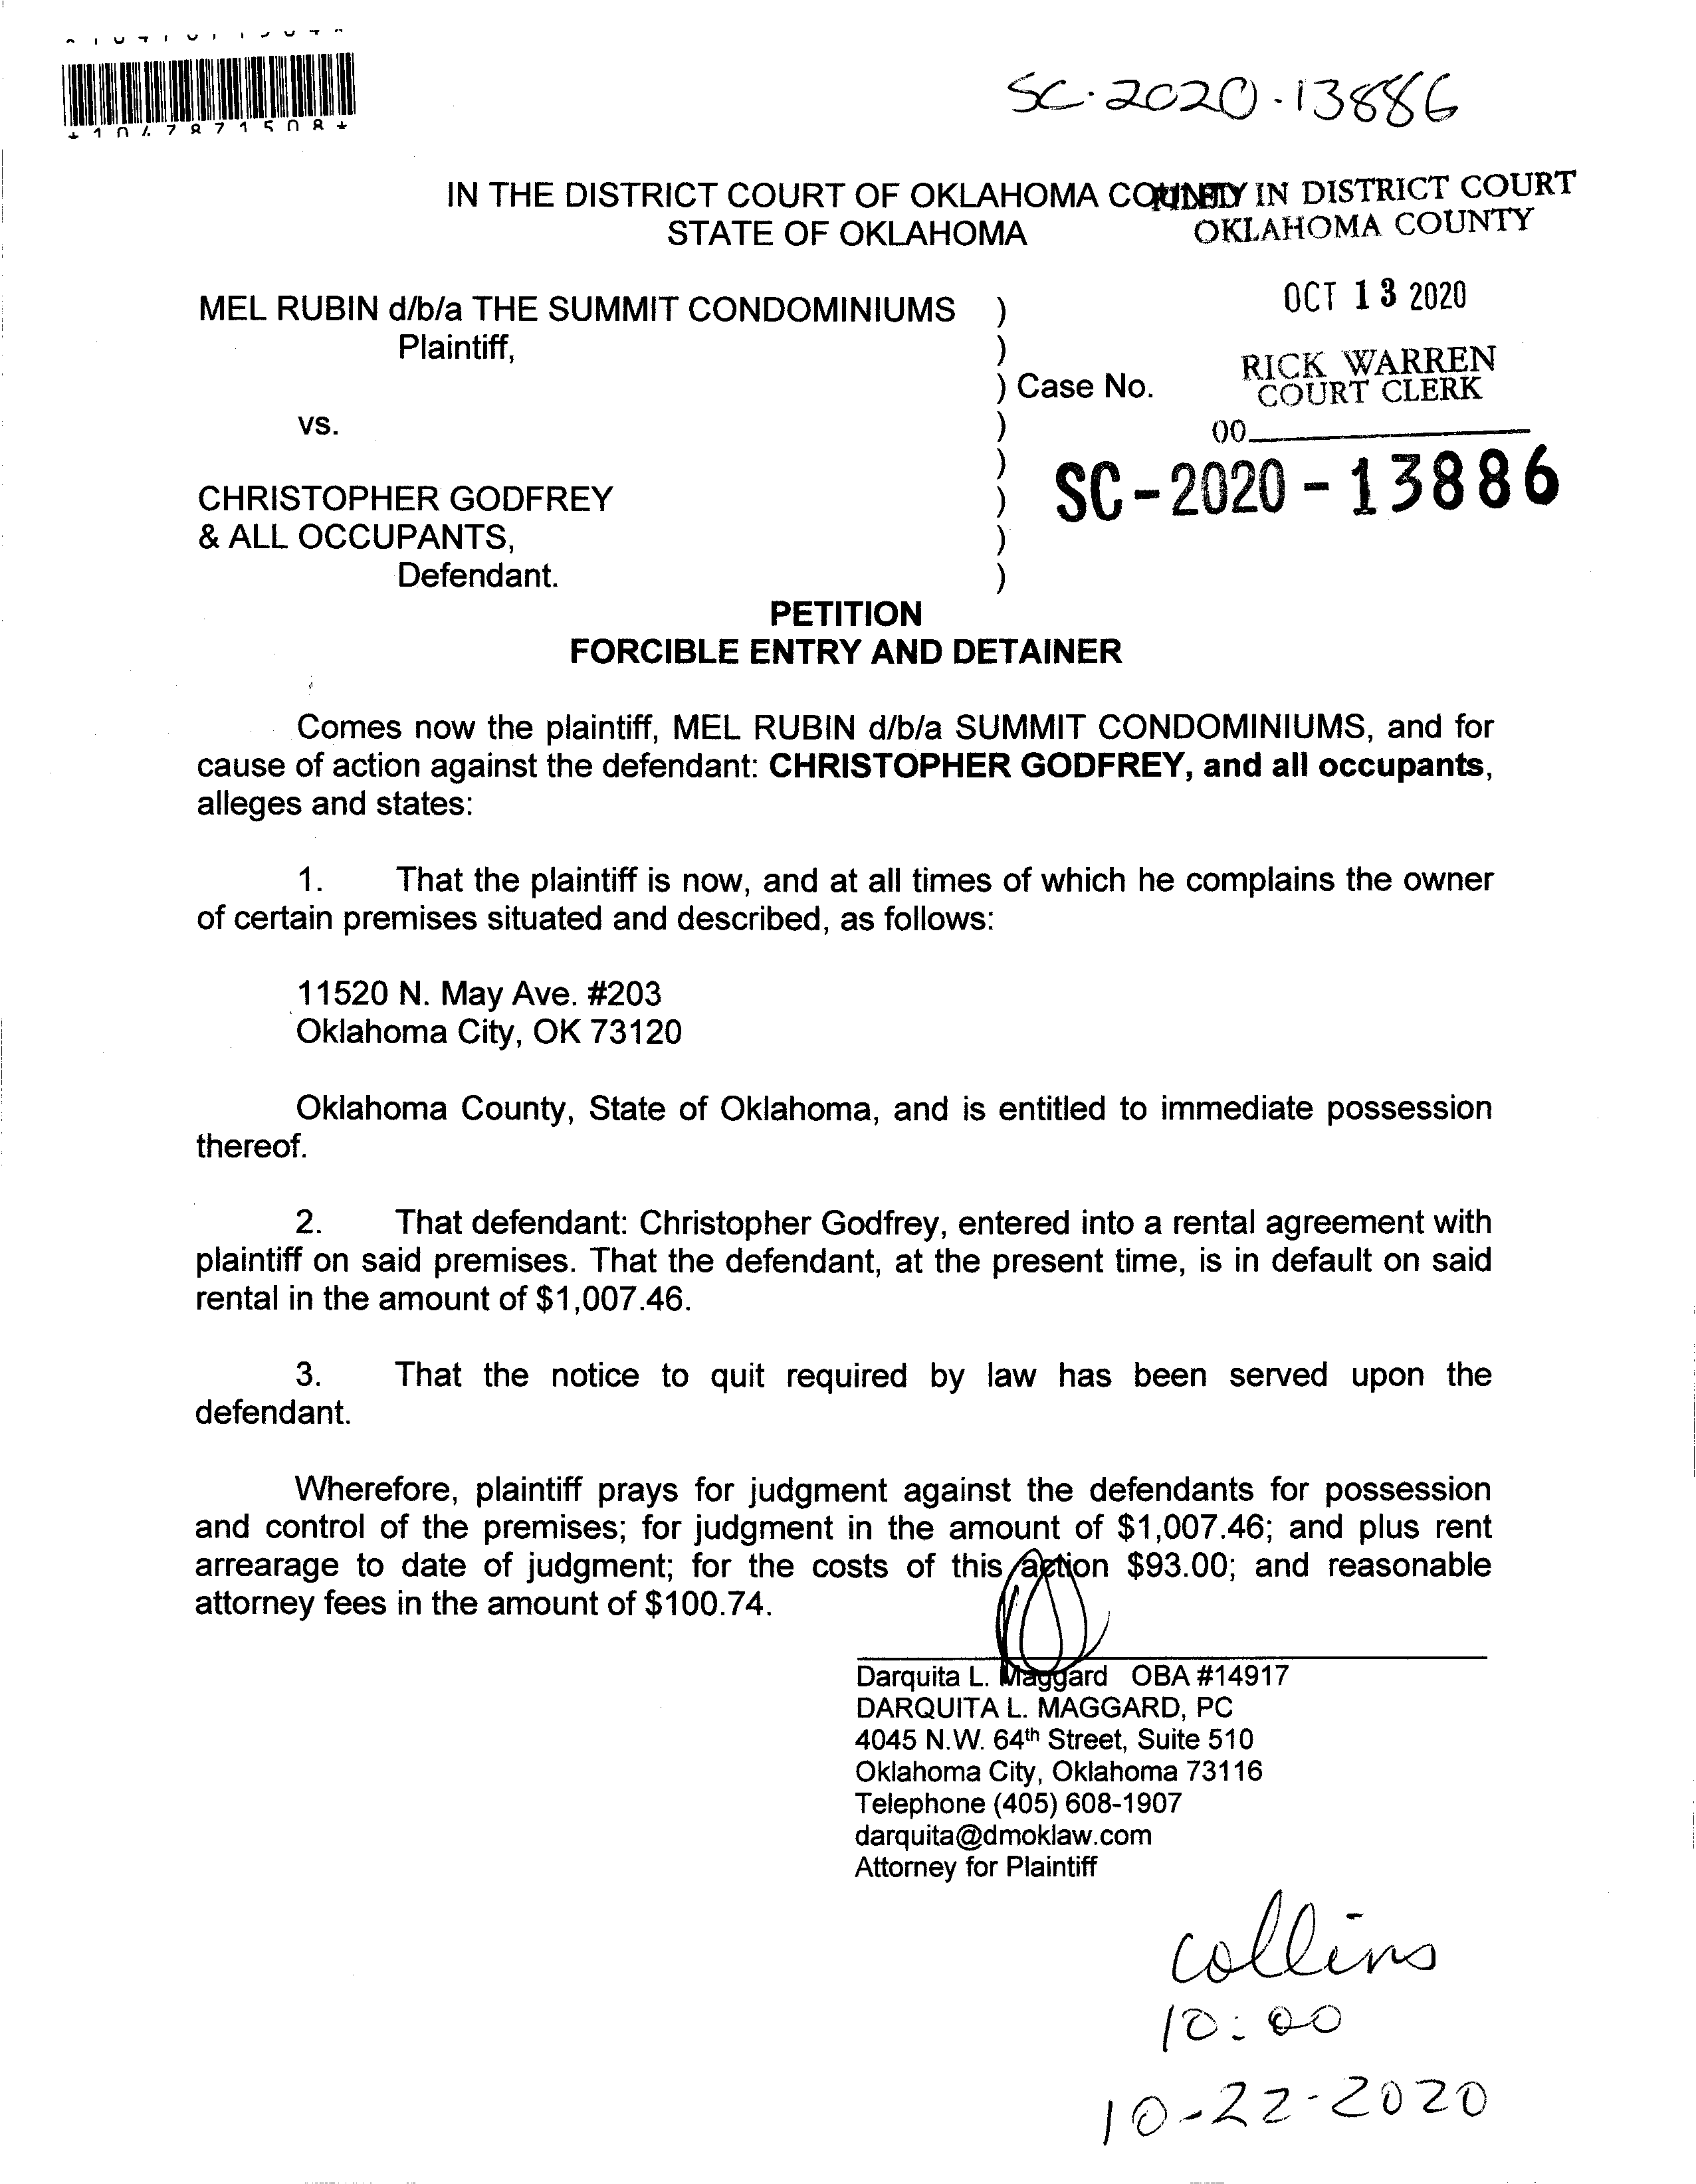 *1047871508*
SC-2020-13886
IN THE DISTRICT COURT OF OKLAHOMA COUNTY
STATE OF OKLAHOMA
FILED IN DISTRICT COURT
OKLAHOMA COUNTY
OCT 13 2020
RICK WARREN
COURT CLERK
00
SC-2020-13886
MEL RUBIN d/b/a THE SUMMIT CONDOMINIUMS )
Plaintiff, )
) Case No.
vs. )
)
CHRISTOPHER GODFREY )
& ALL OCCUPANTS, )
Defendant. )
PETITION
FORCIBLE ENTRY AND DETAINER
Comes now the plaintiff, MEL RUBIN d/b/a SUMMIT CONDOMINIUMS, and for
cause of action against the defendant: CHRISTOPHER GODFREY, and all occupants,
alleges and states:
1. That the plaintiff is now, and at all times of which he complains the owner
of certain premises situated and described, as follows:
11520 N. May Ave. #203
Oklahoma City, OK 73120
Oklahoma County, State of Oklahoma, and is entitled to immediate possession
thereof.
2. That defendant: Christopher Godfrey, entered into a rental agreement with
plaintiff on said premises. That the defendant, at the present time, is in default on said
rental in the amount of $1,007.46.
3. That the notice to quit required by law has been served upon the
defendant.
Wherefore, plaintiff prays for judgment against the defendants for possession
and control of the premises; for judgment in the amount of $1,007.46; and plus rent
arrearage to date of judgment; for the costs of this action $93.00; and reasonable
attorney fees in the amount of $100.74.
Darquita L. Maggard OBA #14917
DARQUITA L. MAGGARD, PC
4045 N.W. 64th Street, Suite 510
Oklahoma City, Oklahoma 73116
Telephone (405) 608-1907
darquita@dmoklaw.com
Attorney for Plaintiff
collins
10:00
10-22-2020